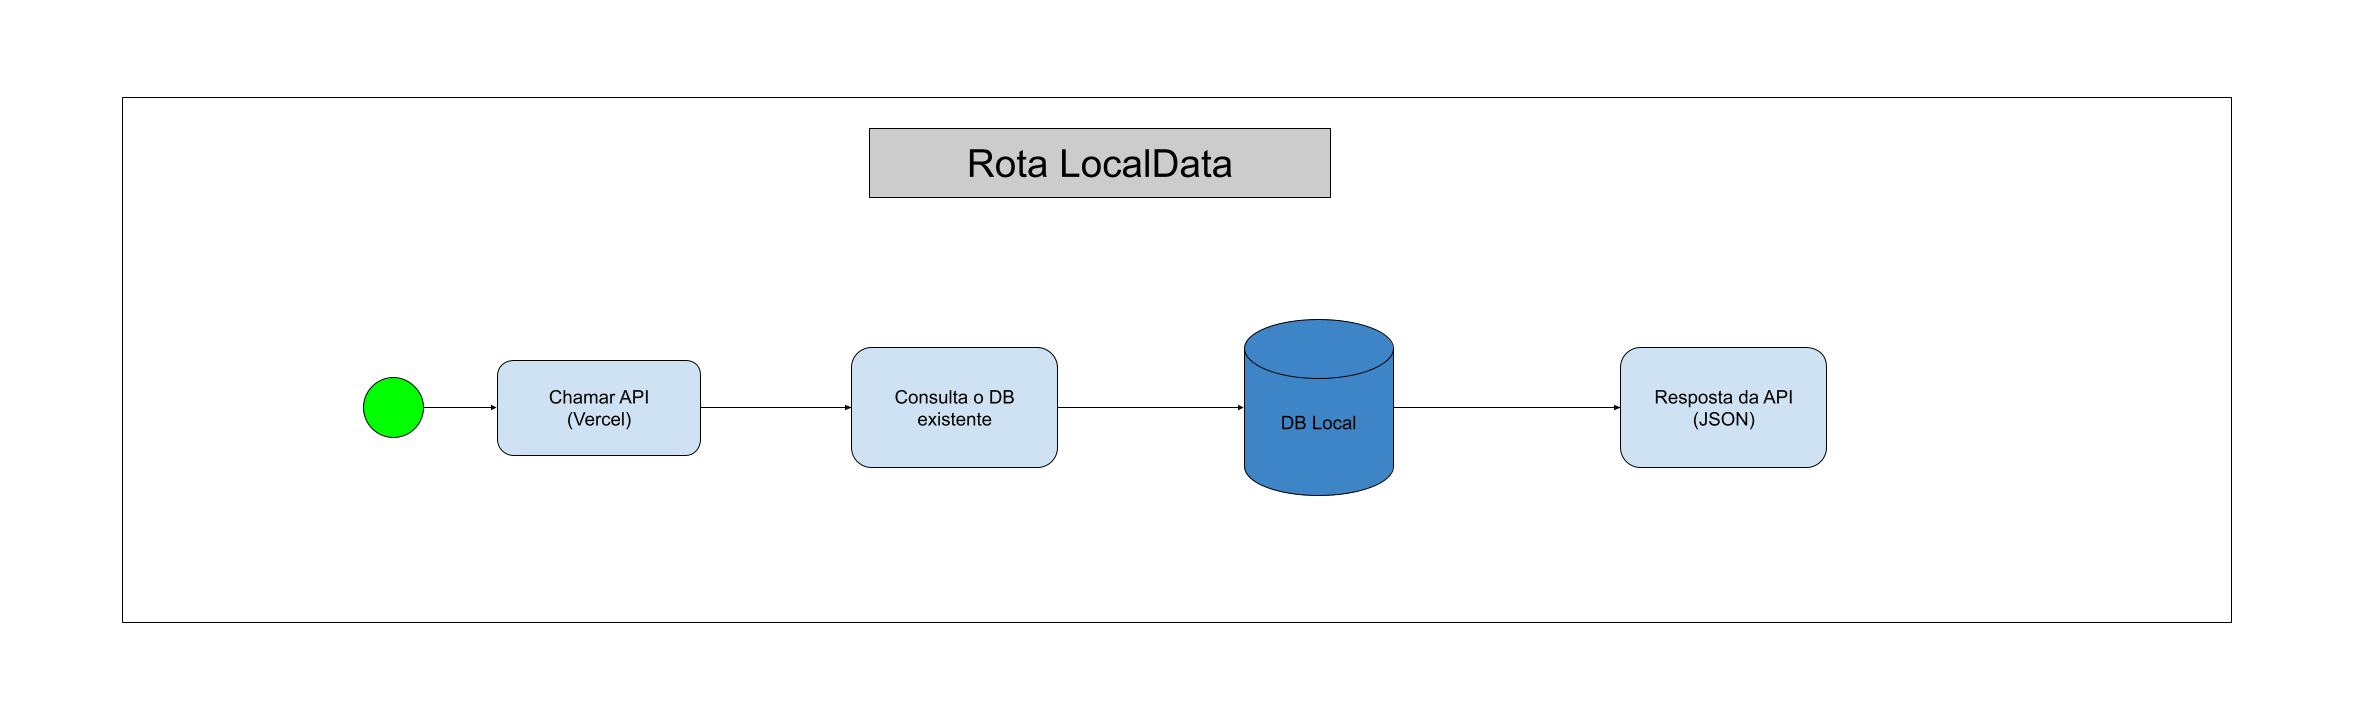 Rota LocalData
Chamar API
(Vercel)
Consulta o DB
existente
DB Local
Resposta da API
(JSON)